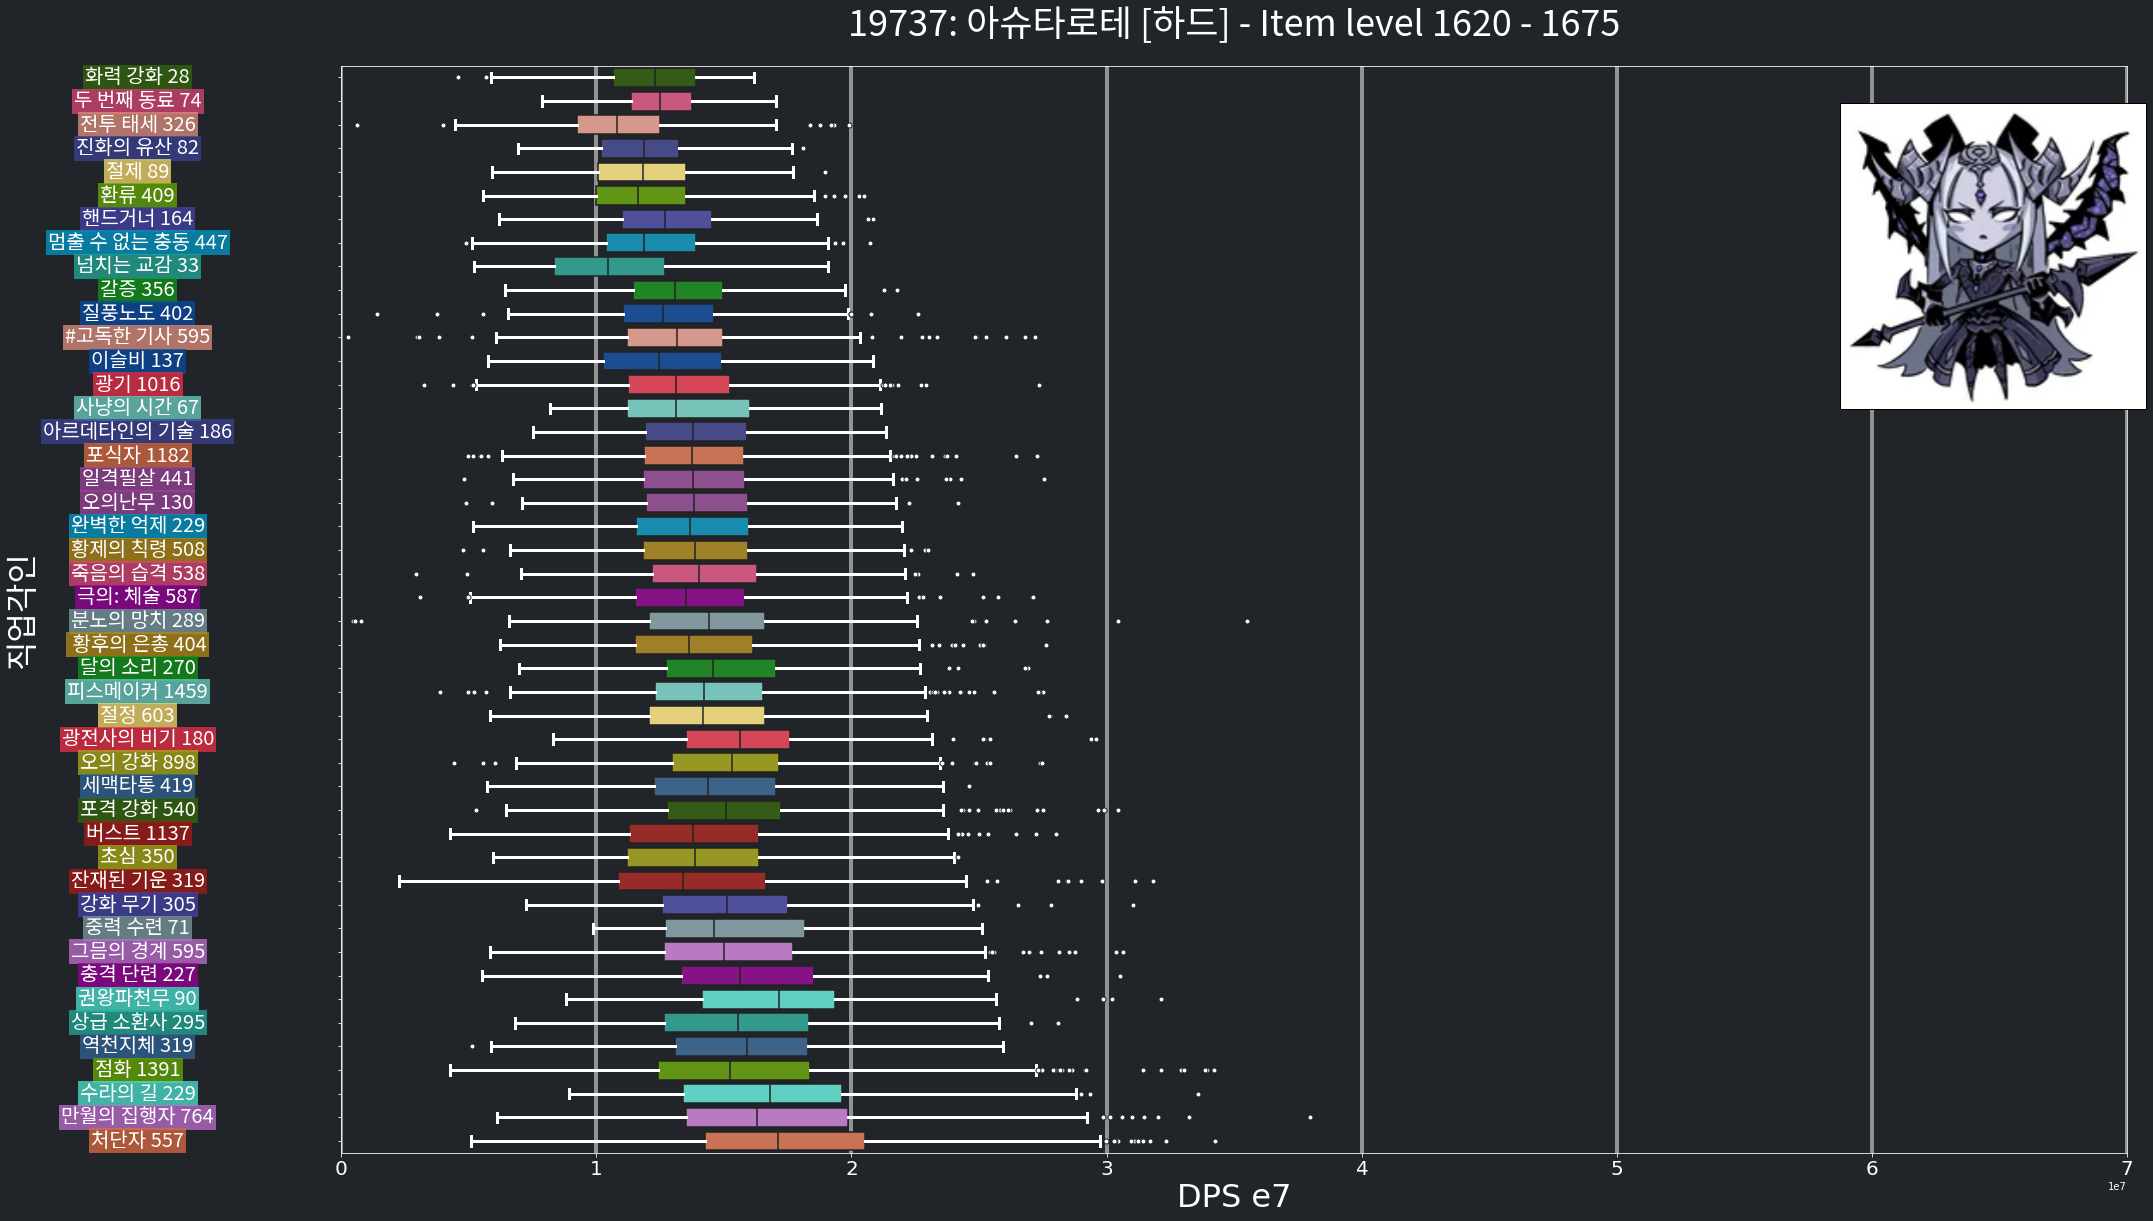 19737: 아슈타로테 [하드] - Item level 1620 - 1675
화력 강화 28
두 번째 동료 74
전투 태세 326
진화의 유산 82
절제 89
환류 409
핸드거너 164
멈출 수 없는 충동 447
넘치는 교감 33
갈증 356
질풍노도 402
#고독한 기사 595
이슬비 137
광기 1016
사냥의 시간 67
아르데타인의 기술 186
포식자 1182
일격필살 441
오의난무 130
완벽한 억제 229
황제의 칙령 508
죽음의 습격 538
극의: 체술 587
분노의 망치 289
황후의 은총 404
달의 소리 270
피스메이커 1459
절정 603
광전사의 비기 180
오의 강화 898
세맥타통 419
포격 강화 540
버스트 1137
초심 350
잔재된 기운 319
강화 무기 305
중력 수련 71
그믐의 경계 595
충격 단련 227
권왕파천무 90
상급 소환사 295
역천지체 319
점화 1391
수라의 길 229
만월의 집행자 764
처단자 557
직업각인
0 1 2 3 4 5 6 7
1e7
DPS e7